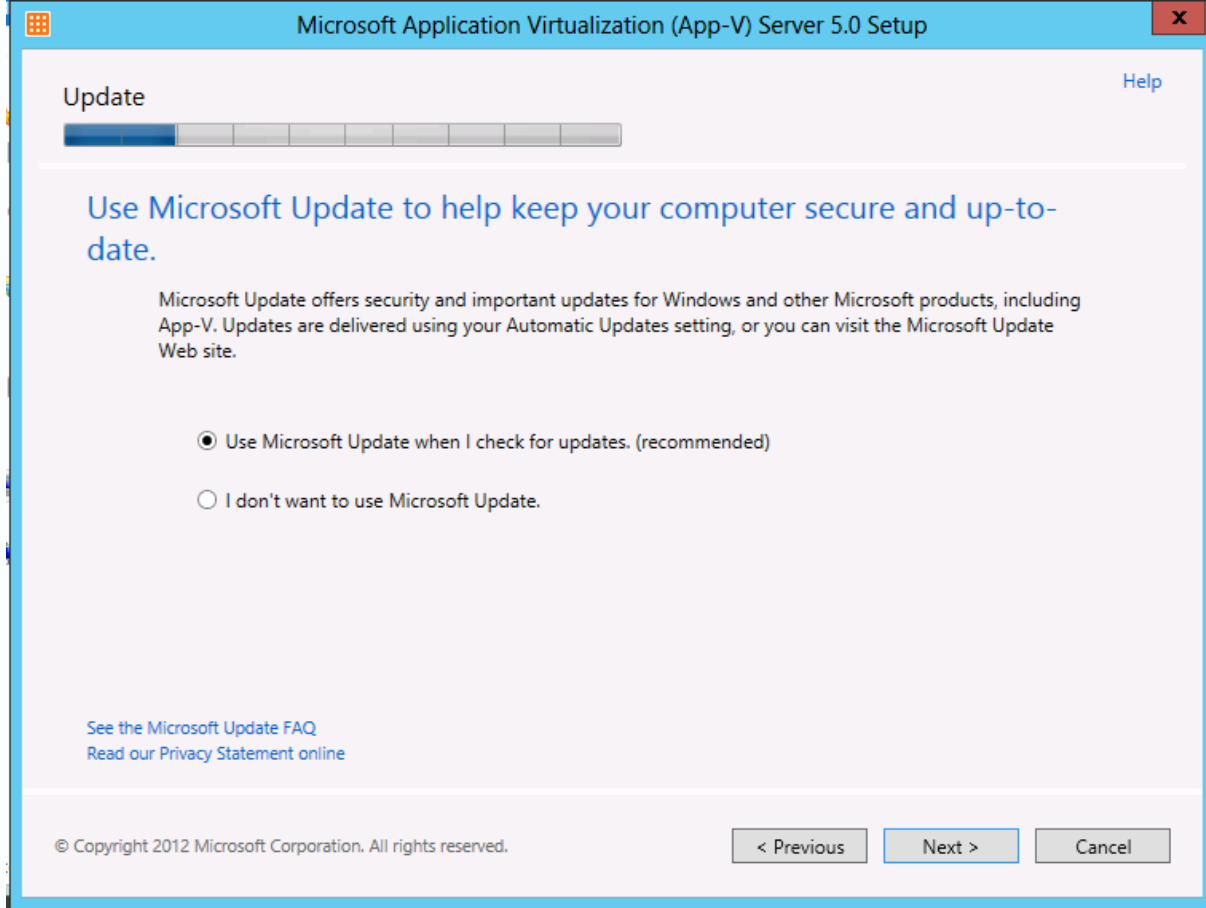 Microsoft Application Virtualization (App-V) Server 5.0 Setup
x
Help
Update
Use Microsoft Update to help keep your computer secure and up-to-
date.
Microsoft Update offers security and important updates for Windows and other Microsoft products, including
App-V. Updates are delivered using your Automatic Updates setting, or you can visit the Microsoft Update
Web site.
Use Microsoft Update when I check for updates. (recommended)
I don't want to use Microsoft Update.
See the Microsoft Update FAQ
Read our Privacy Statement online
© Copyright 2012 Microsoft Corporation. All rights reserved.
< Previous
Next >
Cancel